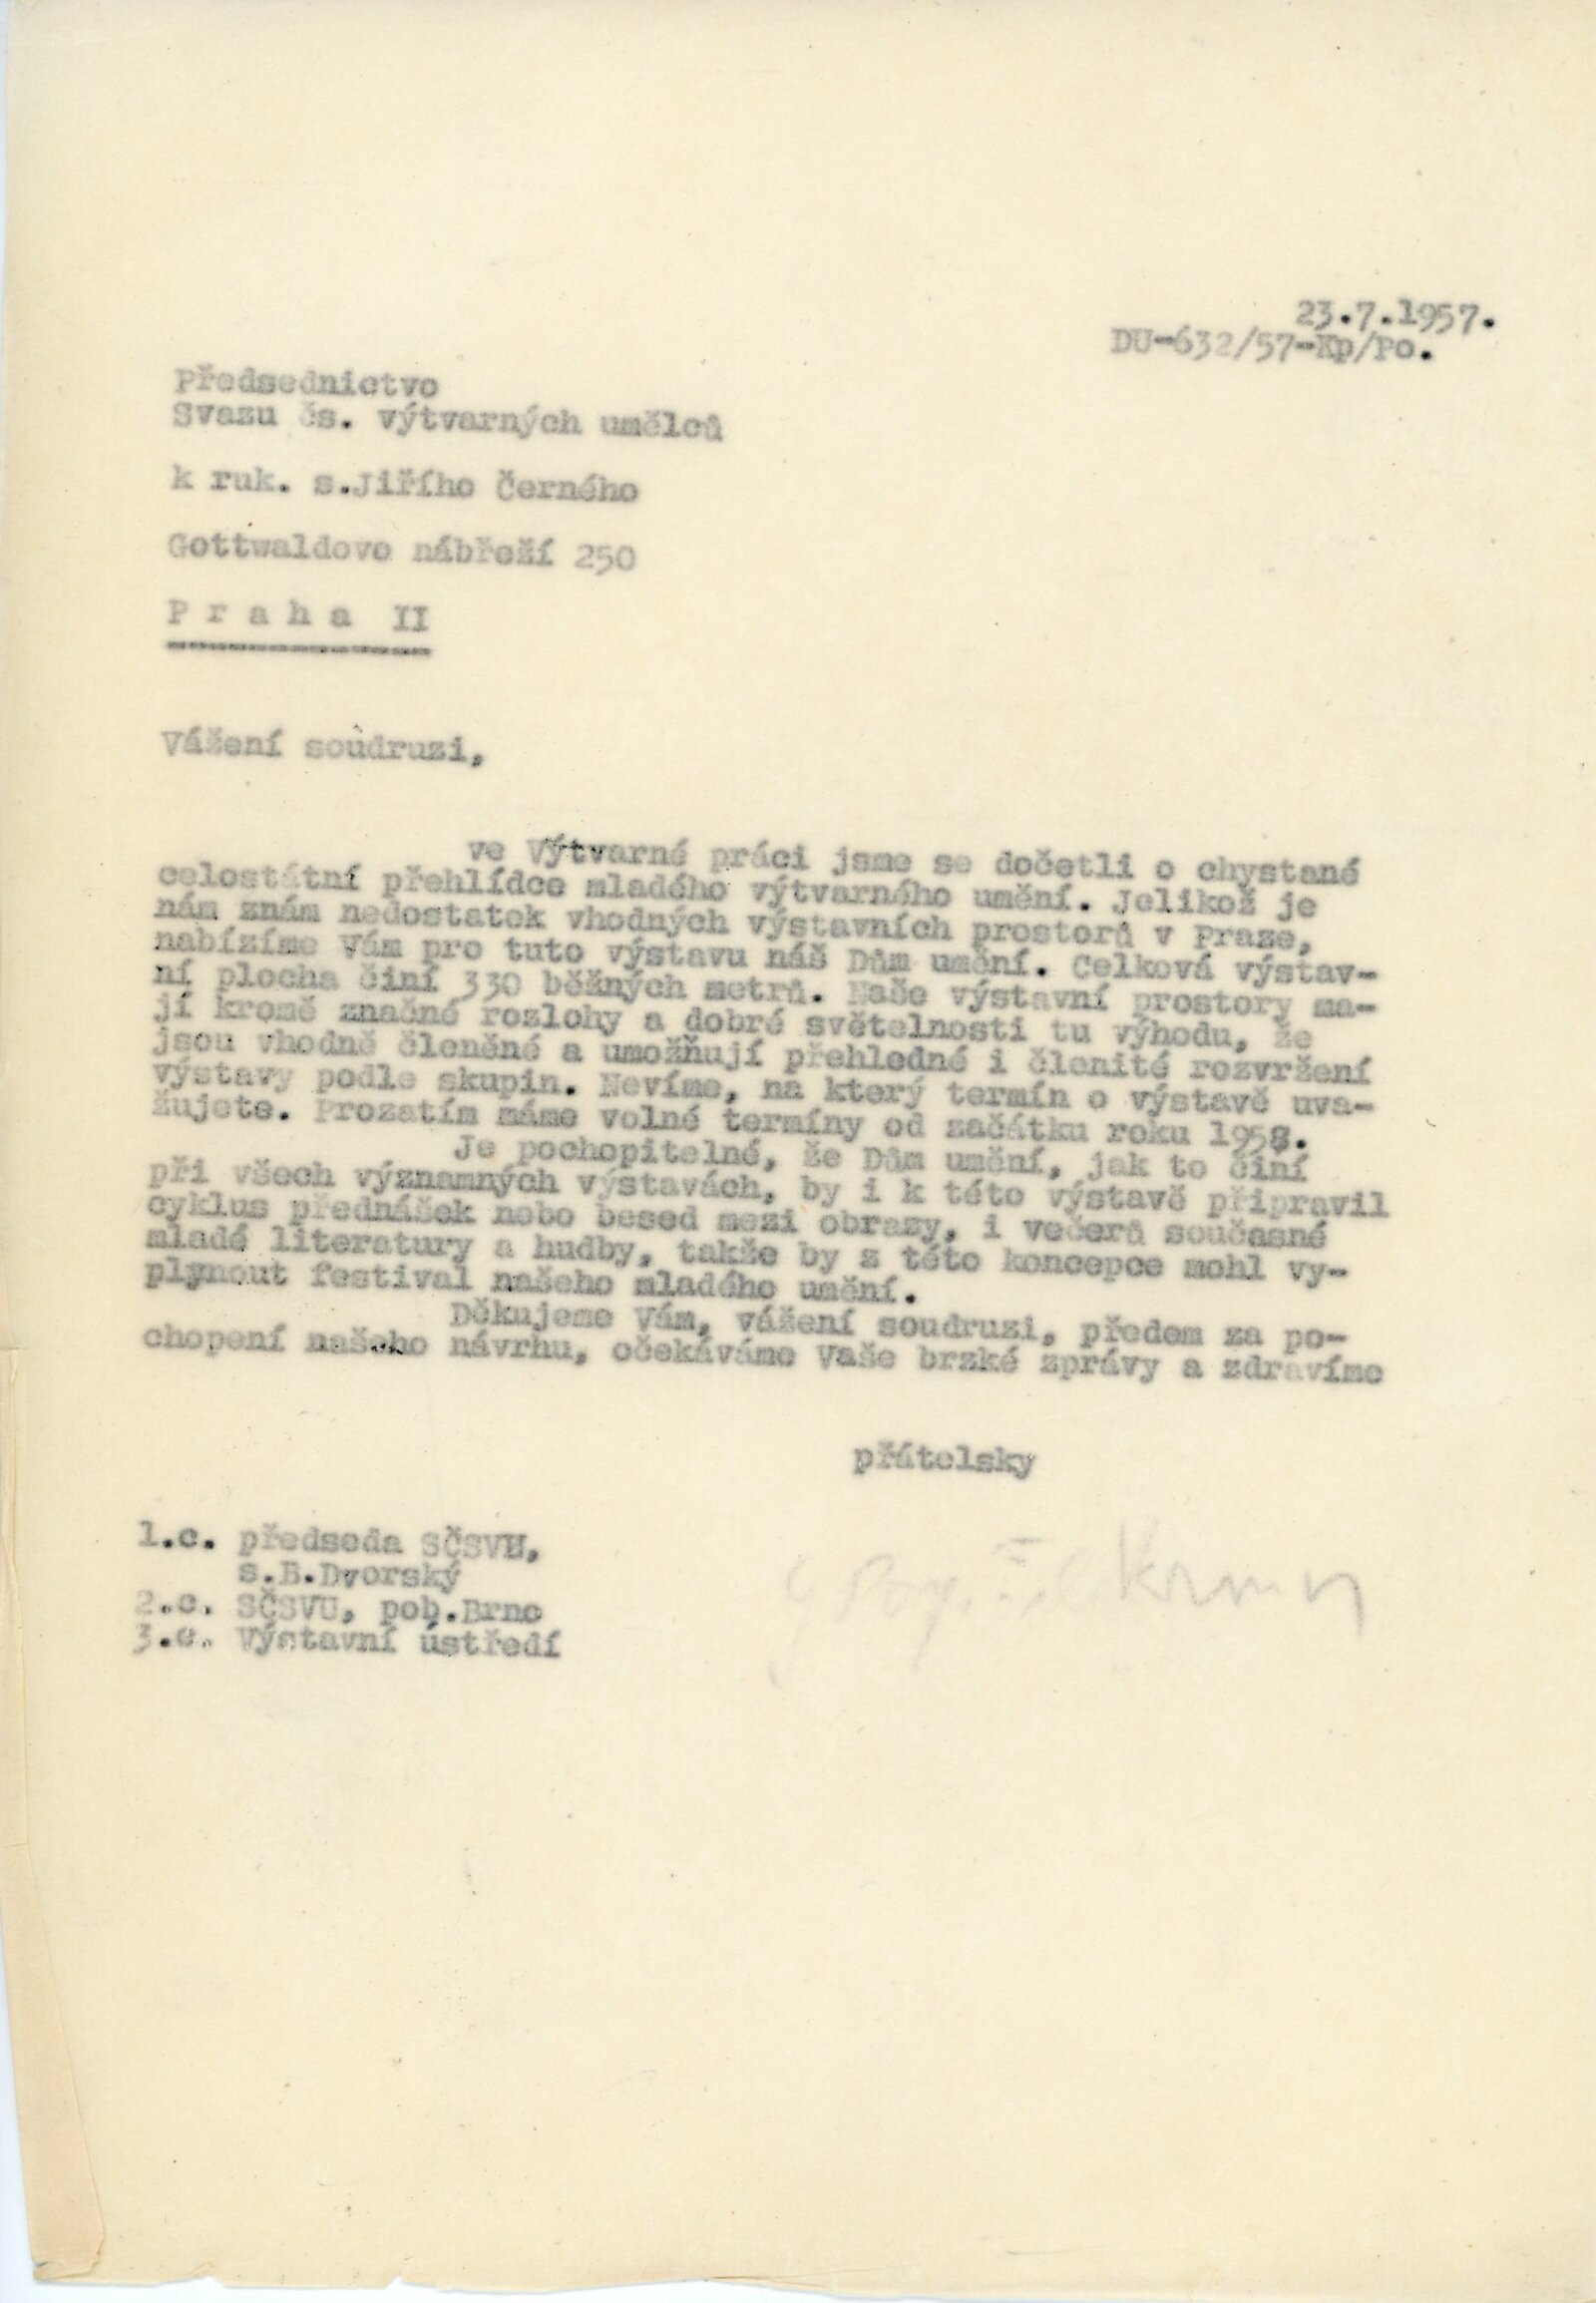 23.7.1957.
DU-632/57-Kp/Po.
Předsednictvo
Svazu čs. výtvarných umělců
k ruk. s.Jiřího Černého
Gottwaldovo nábřeží 250
P r a h a  II
Vážení soudruzi,
ve Výtvarné práci jsme se dočetli o chystané
celostátní přehlídce mladého výtvarného umění. Jelikož je
nám znám nedostatek vhodných výstavních prostorů v Praze,
nabízíme Vám pro tuto výstavu náš Dům umění. Celková výstav-
ní plocha činí 330 běžných metrů. Naše výstavní prostory ma-
jí kromě značné rozlohy a dobré světelnosti tu výhodu, že
jsou vhodně členěné a umožňují přehledné i členité rozvržení
výstavy podle skupin. Nevíme, na který termín o výstavě uva-
žujete. Prozatím máme volné termíny od začátku roku 1958.
Je pochopitelné, že Dům umění, jak to činí
při všech významných výstavách, by i k této výstavě připravil
cyklus přednášek nebo besed mezi obrazy, i večerů současné
mladé literatury a hudby, takže by z této koncepce mohl vy-
plynout festival našeho mladého umění.
Děkujeme Vám, vážení soudruzi, předem za po-
chopení našeho návrhu, očekáváme Vaše brzké zprávy a zdravíme
přátelsky
1.c. předseda SČSVU,
s.B.Dvorský
2.c. SČSVU, pob.Brno
3.c. Výstavní ústředí